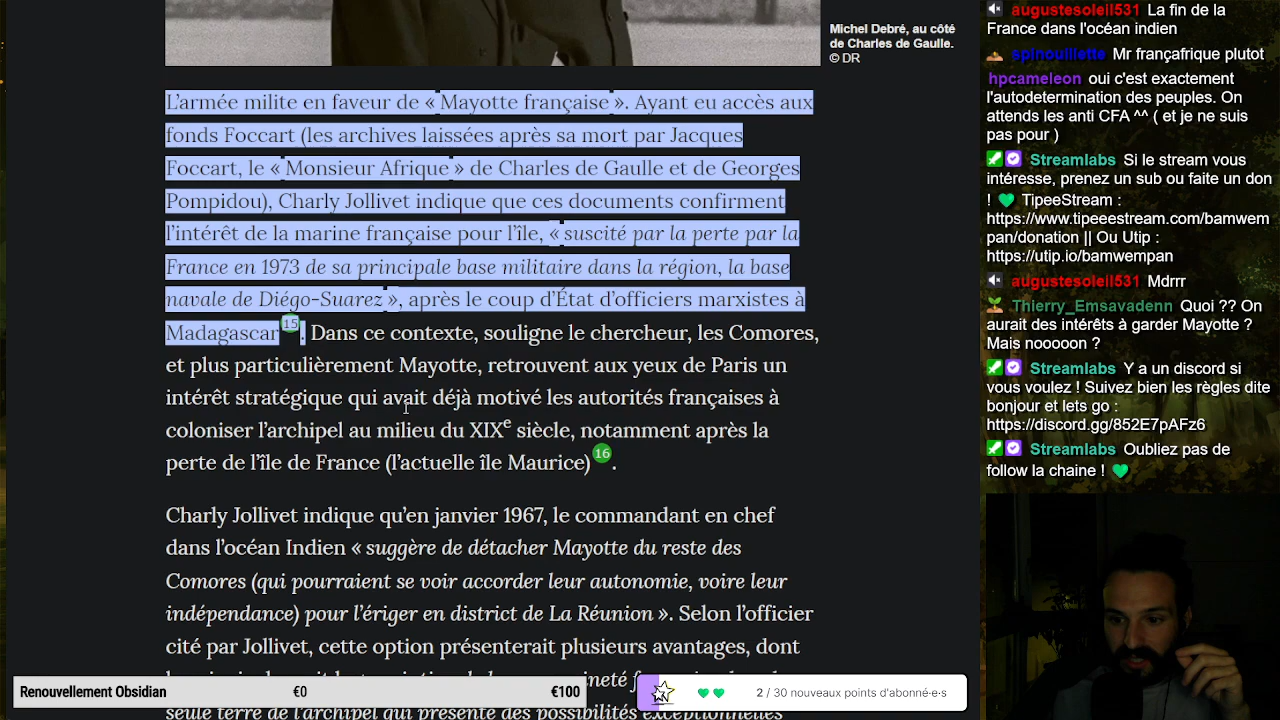 Michel Debré, au côté
de Charles de Gaulle.
© DR
L'armée milite en faveur de « Mayotte française ». Ayant eu accès aux
fonds Foccart (les archives laissées après sa mort par Jacques
Foccart, le « Monsieur Afrique » de Charles de Gaulle et de Georges
Pompidou), Charly Jollivet indique que ces documents confirment
l'intérêt de la marine française pour l'île, « suscité par la perte par la
France en 1973 de sa principale base militaire dans la région, la base
navale de Diégo-Suarez », après le coup d'État d'officiers marxistes à
Madagascar 15. Dans ce contexte, souligne le chercheur, les Comores,
et plus particulièrement Mayotte, retrouvent aux yeux de Paris un
intérêt stratégique qui avait déjà motivé les autorités françaises à
coloniser l'archipel au milieu du XIXe siècle, notamment après la
perte de l'île de France (l'actuelle île Maurice) 16.
Charly Jollivet indique qu'en janvier 1967, le commandant en chef
dans l'océan Indien « suggère de détacher Mayotte du reste des
Comores (qui pourraient se voir accorder leur autonomie, voire leur
indépendance) pour l'ériger en district de La Réunion ». Selon l'officier
cité par Jollivet, cette option présenterait plusieurs avantages, dont
seule terre de l'archipel qui présente des possibilités exceptionnelles
Renouvellement Obsidian €0 €100
2 / 30 nouveaux points d'abonné·e·s
augustesoleil531 La fin de la
France dans l'océan indien
spinouillette Mr françafrique plutot
hpcameleon oui c'est exactement
l'autodetermination des peuples. On
attends les anti CFA ^^ ( et je ne suis
pas pour )
Streamlabs Si le stream vous
intéresse, prenez un sub ou faite un don
! TipeeStream :
https://www.tipeeestream.com/bamwem
pan/donation || Ou Utip :
https://utip.io/bamwempan
augustesoleil531 Mdrrr
Thierry_Emsavadenn Quoi ?? On
aurait des intérêts à garder Mayotte ?
Mais nooooon ?
Streamlabs Y a un discord si
vous voulez ! Suivez bien les règles dite
bonjour et lets go :
https://discord.gg/852E7pAFz6
Streamlabs Oubliez pas de
follow la chaine !